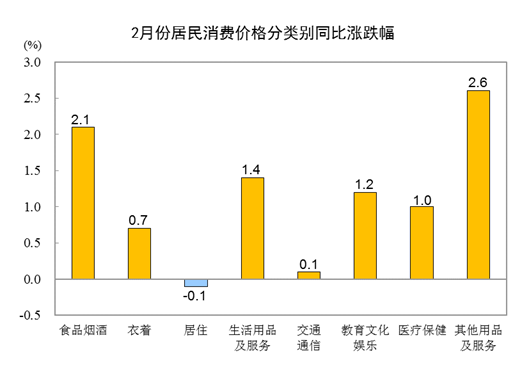 2月份居民消费价格分类别同比涨跌幅
(%)
3.0
2.5
2.0
1.5
1.0
0.5
0.0
-0.5
2.1
0.7
-0.1
1.4
0.1
1.2
1.0
2.6
食品烟酒
衣着
居住
生活用品
及服务
交通
通信
教育文化
娱乐
医疗保健
其他用品
及服务